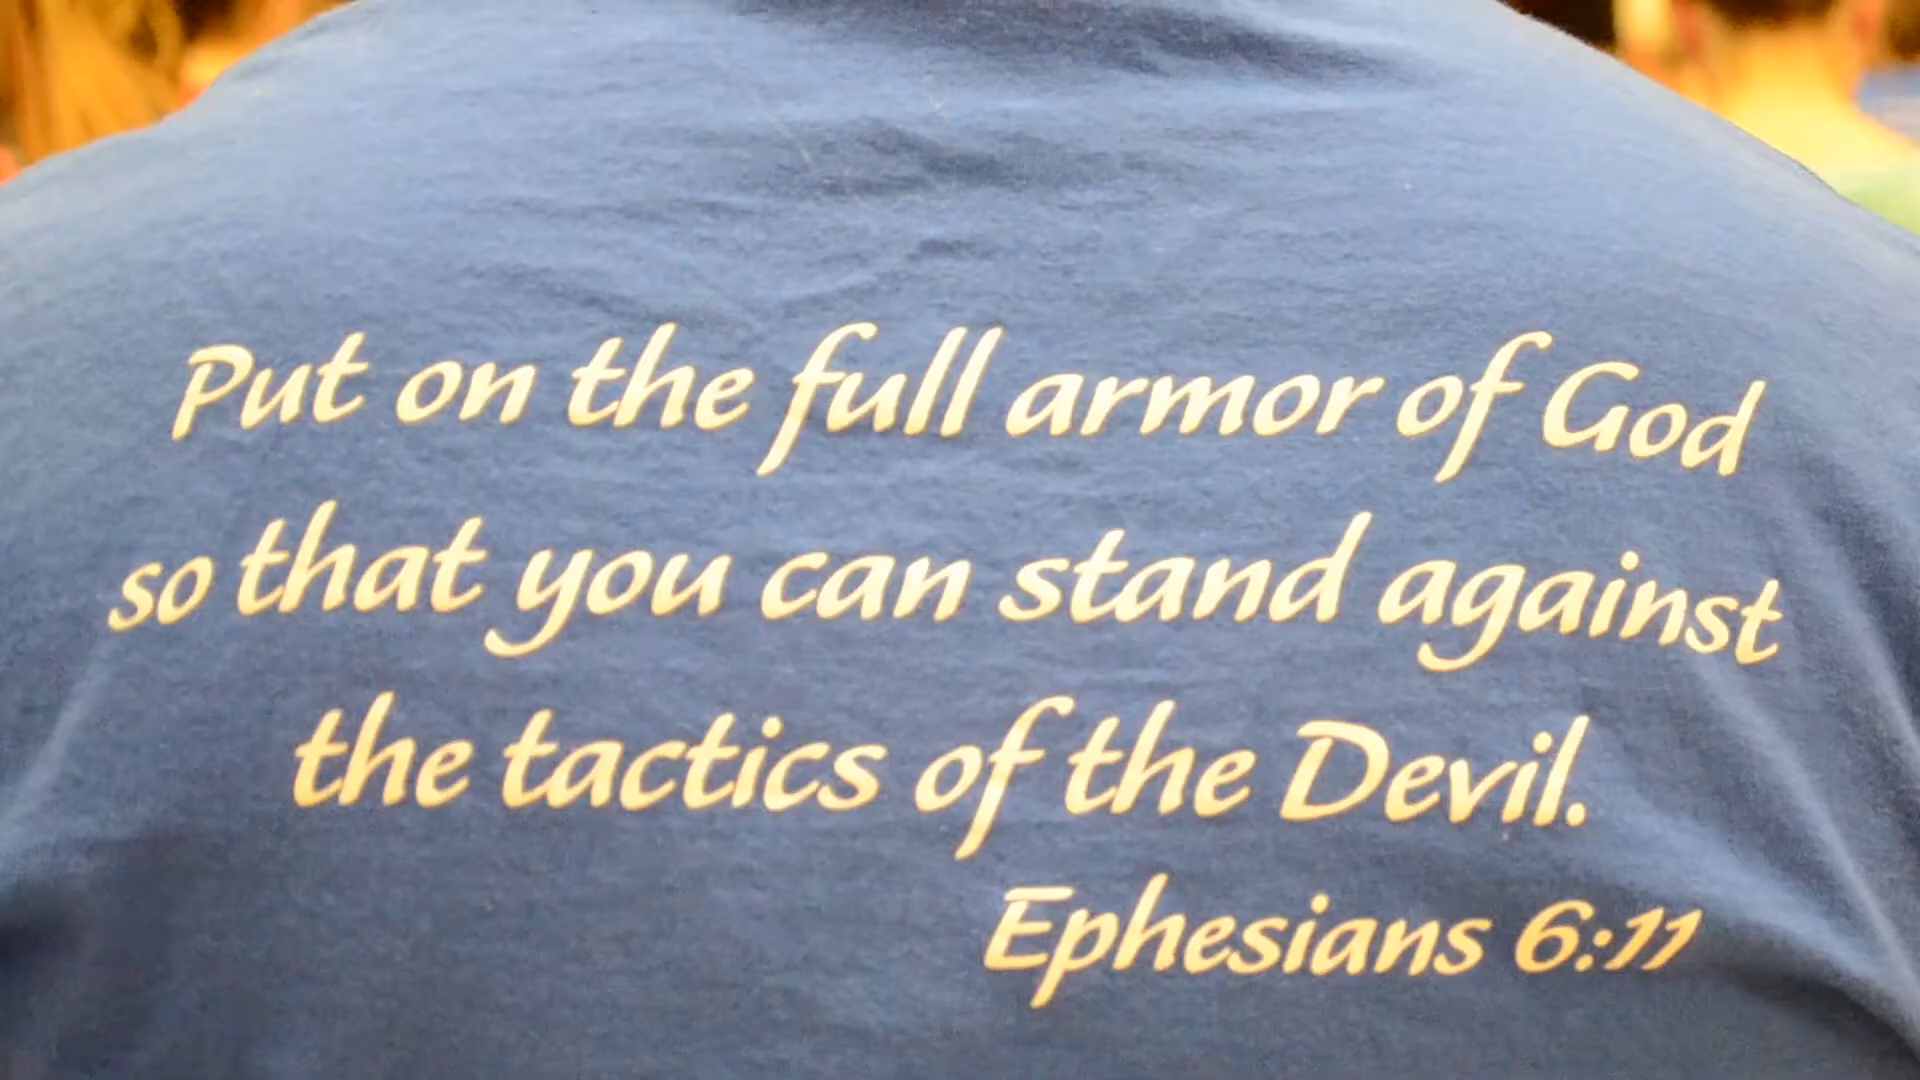 Put on the full armor of God
so that you can stand against
the tactics of the Devil.
Ephesians 6:11